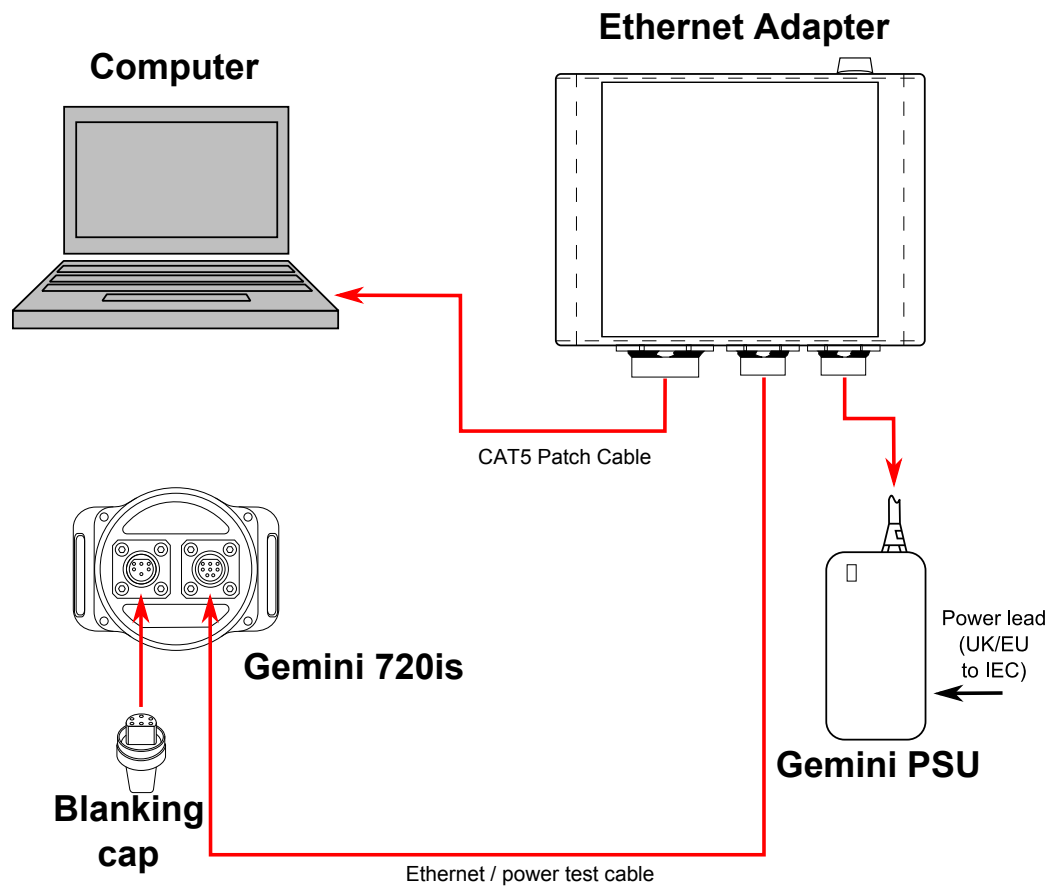 Ethernet Adapter
Computer
CAT5 Patch Cable
Gemini 720is
Power lead
(UK/EU
to IEC)
Gemini PSU
Blanking
cap
Ethernet / power test cable